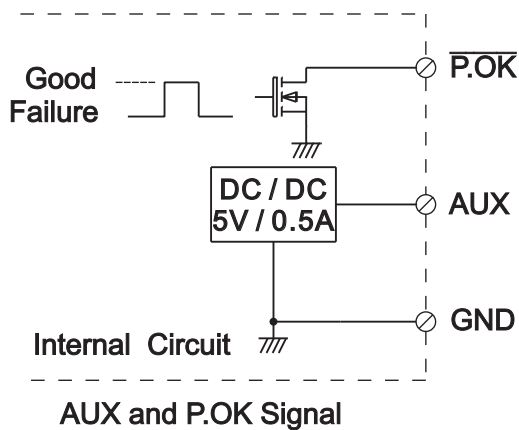 P.OK
Good
Failure
DC / DC
5V / 0.5A
AUX
GND
Internal Circuit
AUX and P.OK Signal